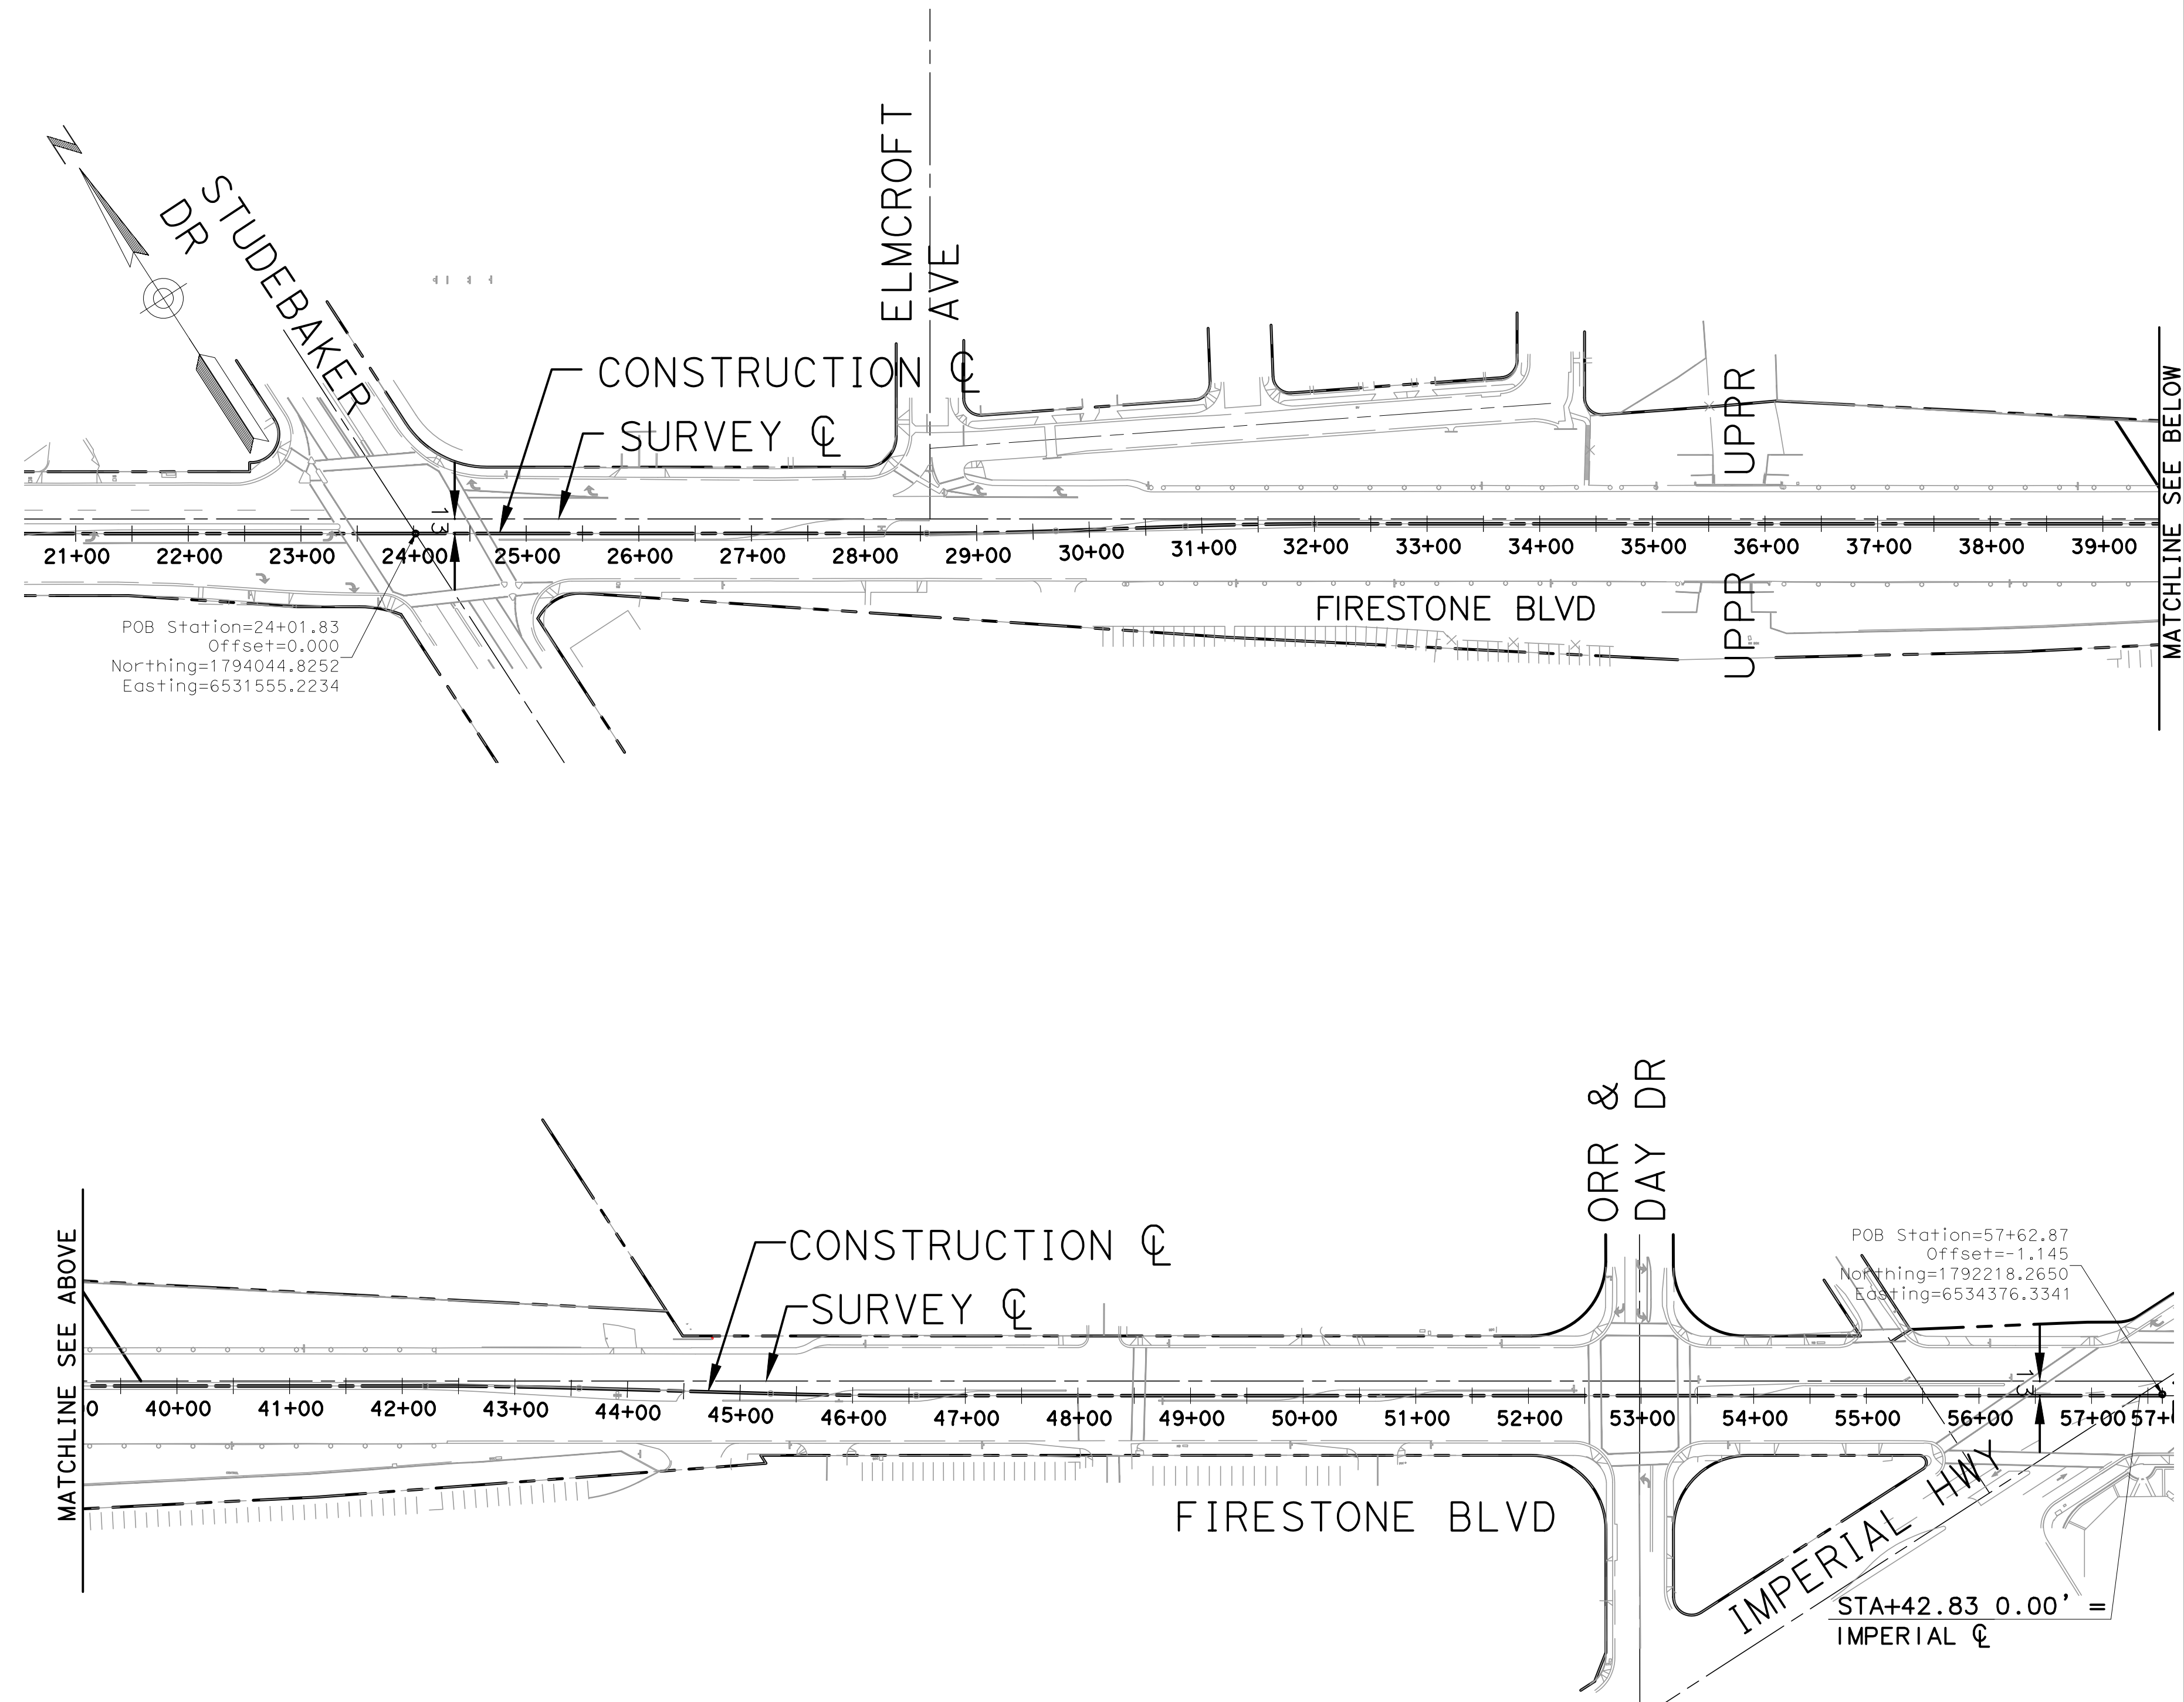 N
STUDEBAKER
DR
ELMCROFT
AVE
CONSTRUCTION ℄
SURVEY ℄
UPPR
MATCHLINE SEE BELOW
13
21+00 22+00 23+00 24+00 25+00 26+00 27+00 28+00 29+00 30+00 31+00 32+00 33+00 34+00 35+00 36+00 37+00 38+00 39+00
FIRESTONE BLVD
UPPR
POB Station=24+01.83
Offset=0.000
Northing=1794044.8252
Easting=6531555.2234
ORR &
DAY DR
MATCHLINE SEE ABOVE
CONSTRUCTION ℄
SURVEY ℄
POB Station=57+62.87
Offset=-1.145
Northing=1792218.2650
Easting=6534376.3341
13
0 40+00 41+00 42+00 43+00 44+00 45+00 46+00 47+00 48+00 49+00 50+00 51+00 52+00 53+00 54+00 55+00 56+00 57+00 57+
FIRESTONE BLVD
IMPERIAL HWY
STA+42.83 0.00' =
IMPERIAL ℄